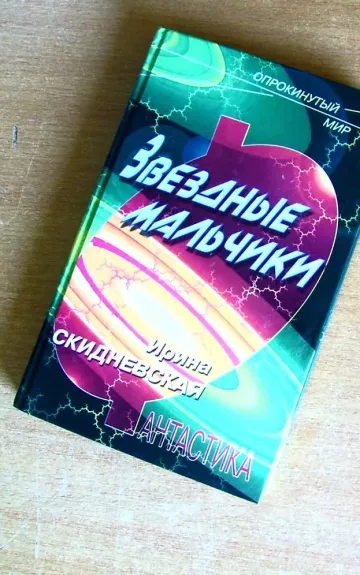 ОПРОКИНУТЫЙ
МИР
ЗВЕЗДНЫЕ
МАЛЬЧИКИ
Ирина
СКИДНЕВСКАЯ
ФАНТАСТИКА